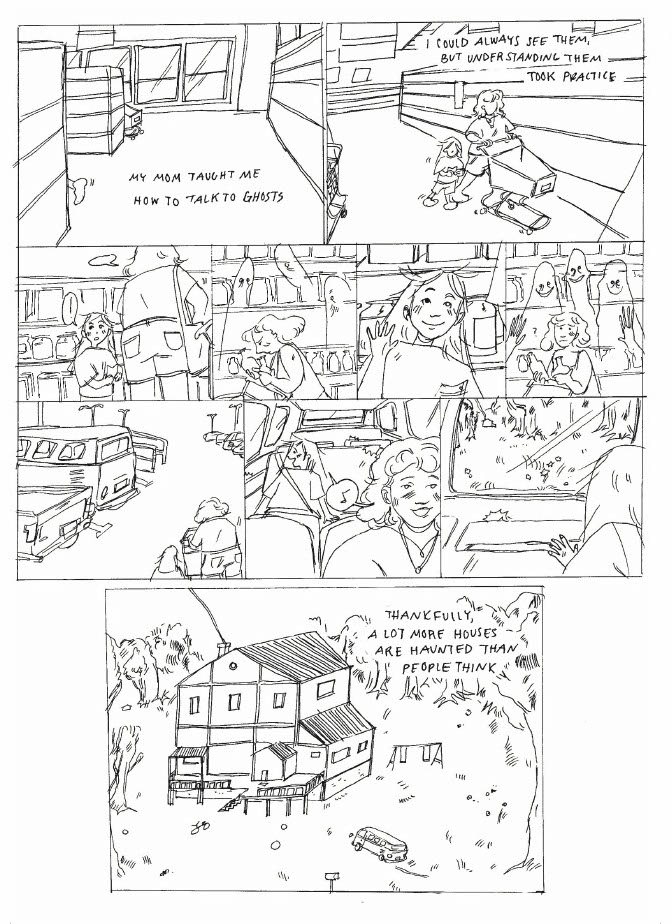 MY MOM TAUGHT ME
HOW TO TALK TO GHOSTS
I COULD ALWAYS SEE THEM,
BUT UNDERSTANDING THEM
TOOK PRACTICE
?
THANKFULLY,
A LOT MORE HOUSES
ARE HAUNTED THAN
PEOPLE THINK